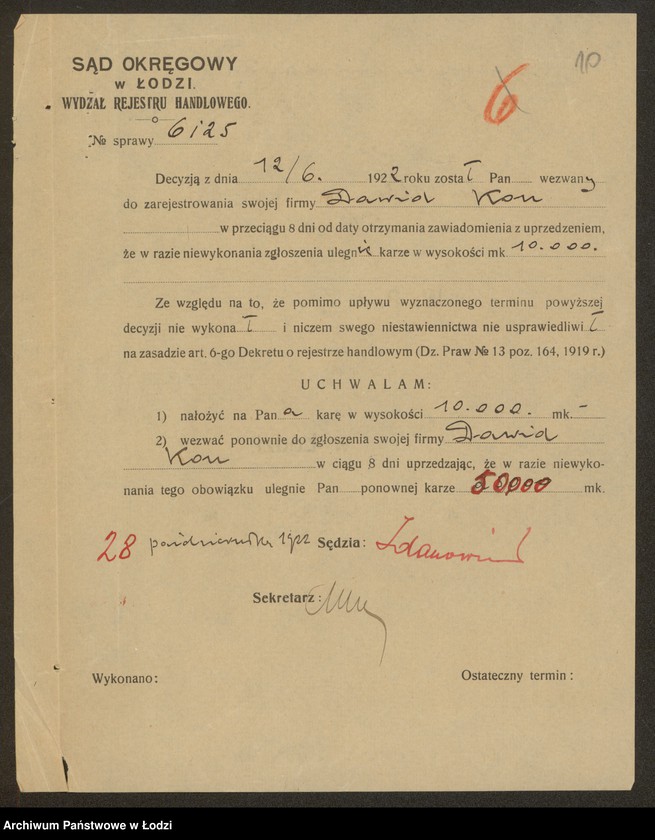 10
6
SĄD OKRĘGOWY
w ŁODZI.
WYDZAŁ REJESTRU HANDLOWEGO.
№ sprawy 6125
Decyzją z dnia 12/6. 1922 roku został Pan wezwany
do zarejestrowania swojej firmy Dawid Kon
w przeciągu 8 dni od daty otrzymania zawiadomienia z uprzedzeniem,
że w razie niewykonania zgłoszenia ulegnie karze w wysokości mk 10.000.
Ze względu na to, że pomimo upływu wyznaczonego terminu powyższej
decyzji nie wykonał i niczem swego niestawiennictwa nie usprawiedliwił
na zasadzie art. 6-go Dekretu o rejestrze handlowym (Dz. Praw № 13 poz. 164, 1919 r.)
UCHWALAM:
1) nałożyć na Pana karę w wysokości 10.000. mk.-
2) wezwać ponownie do zgłoszenia swojej firmy Dawid
Kon w ciągu 8 dni uprzedzając, że w razie niewyko-
nania tego obowiązku ulegnie Pan ponownej karze 50000 mk.
28 października 1922 Sędzia:
Sekretarz:
Wykonano: Ostateczny termin:
Archiwum Państwowe w Łodzi